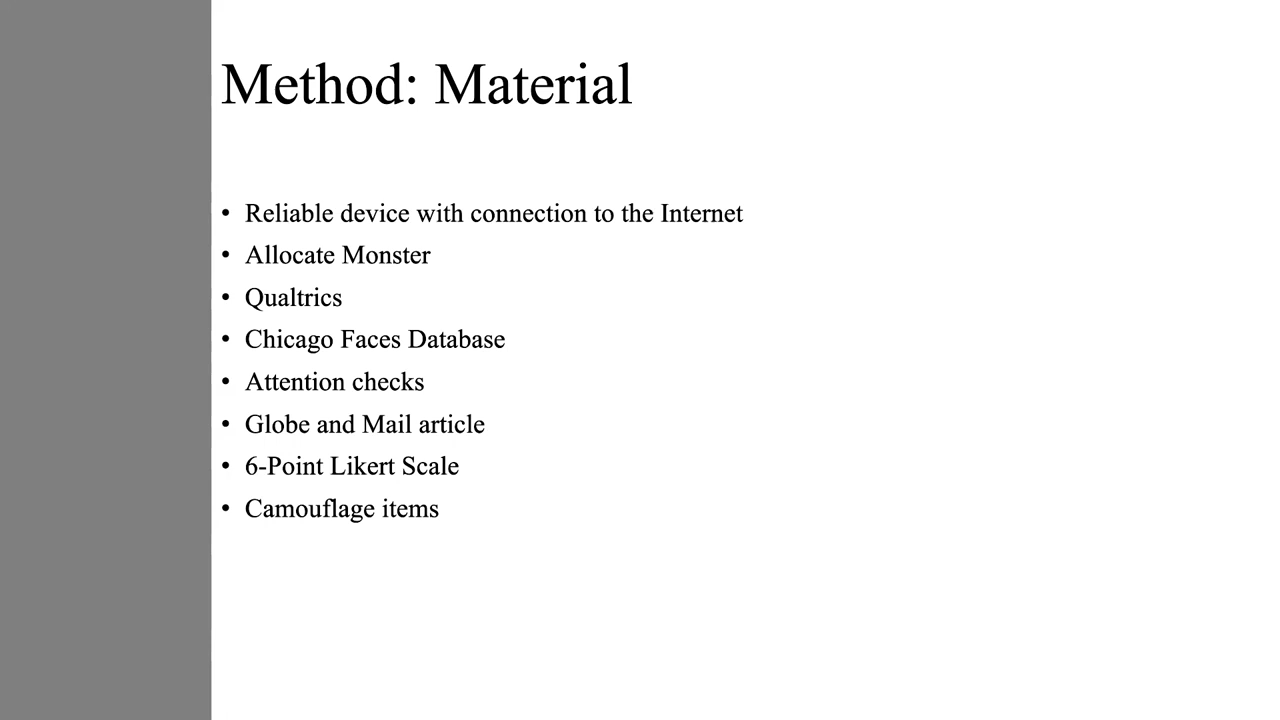 Method: Material
• Reliable device with connection to the Internet
• Allocate Monster
• Qualtrics
• Chicago Faces Database
• Attention checks
• Globe and Mail article
• 6-Point Likert Scale
• Camouflage items